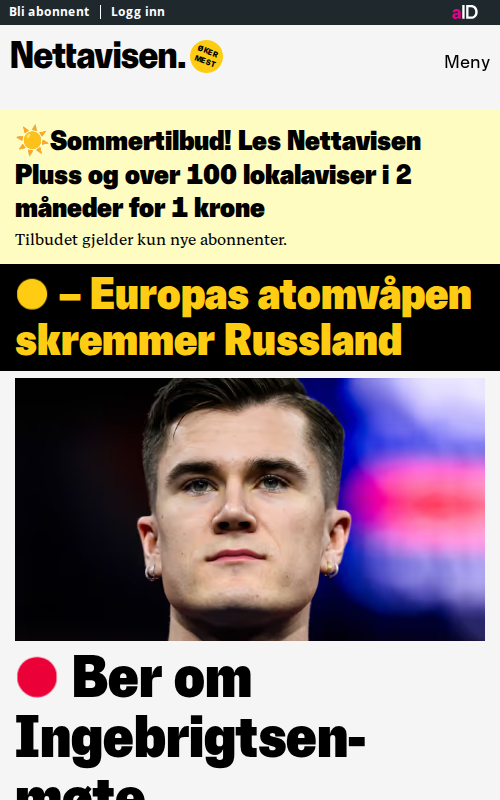 Bli abonnent | Logg inn
aID
Nettavisen.
ØKER
MEST
Meny
☀️Sommertilbud! Les Nettavisen
Pluss og over 100 lokalaviser i 2
måneder for 1 krone
Tilbudet gjelder kun nye abonnenter.
– Europas atomvåpen
skremmer Russland
Ber om
Ingebrigtsen-
møte